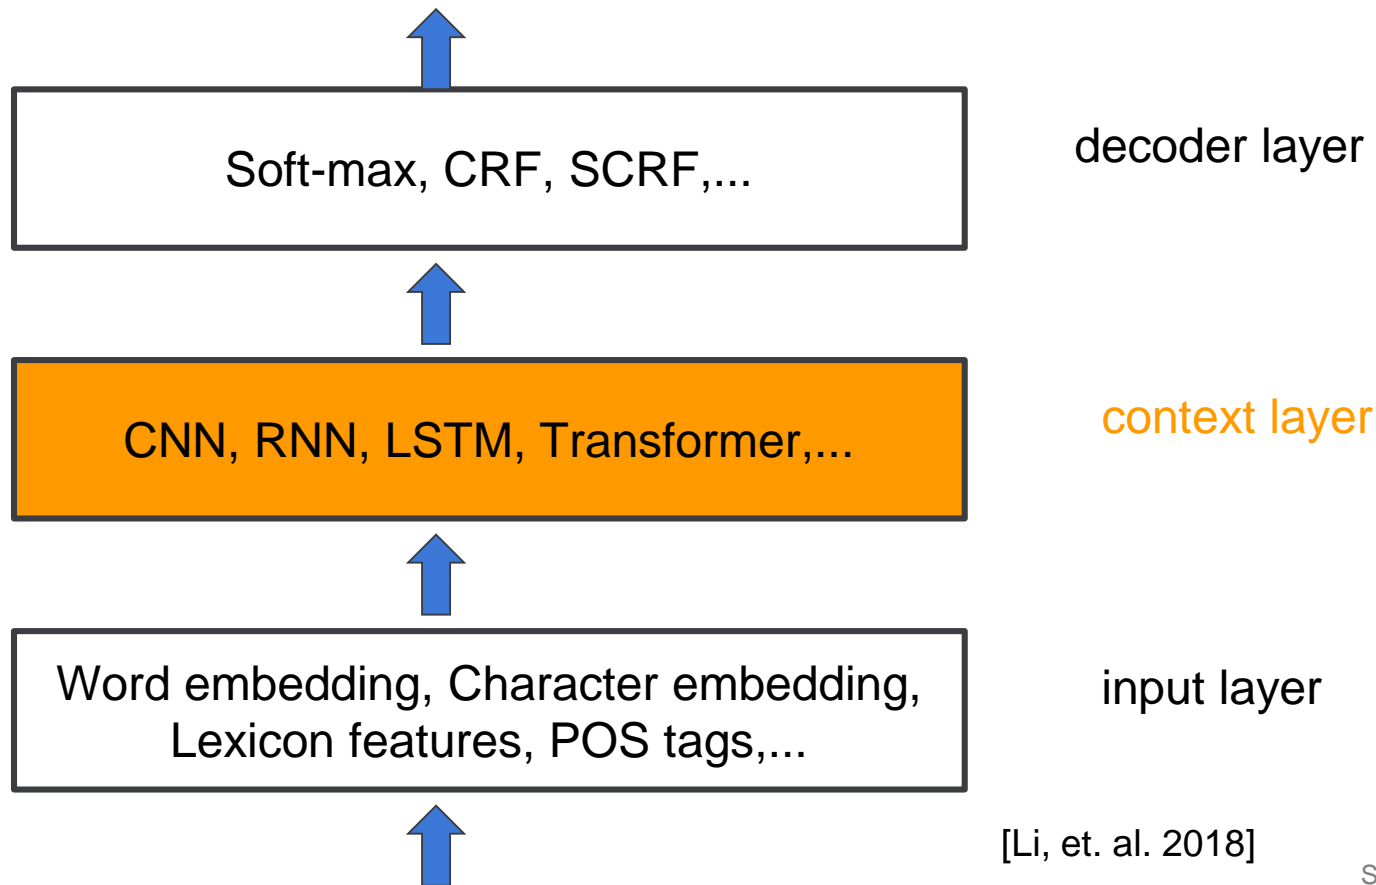 Soft-max, CRF, SCRF,...
decoder layer
CNN, RNN, LSTM, Transformer,...
context layer
Word embedding, Character embedding,
Lexicon features, POS tags,...
input layer
[Li, et. al. 2018]
S